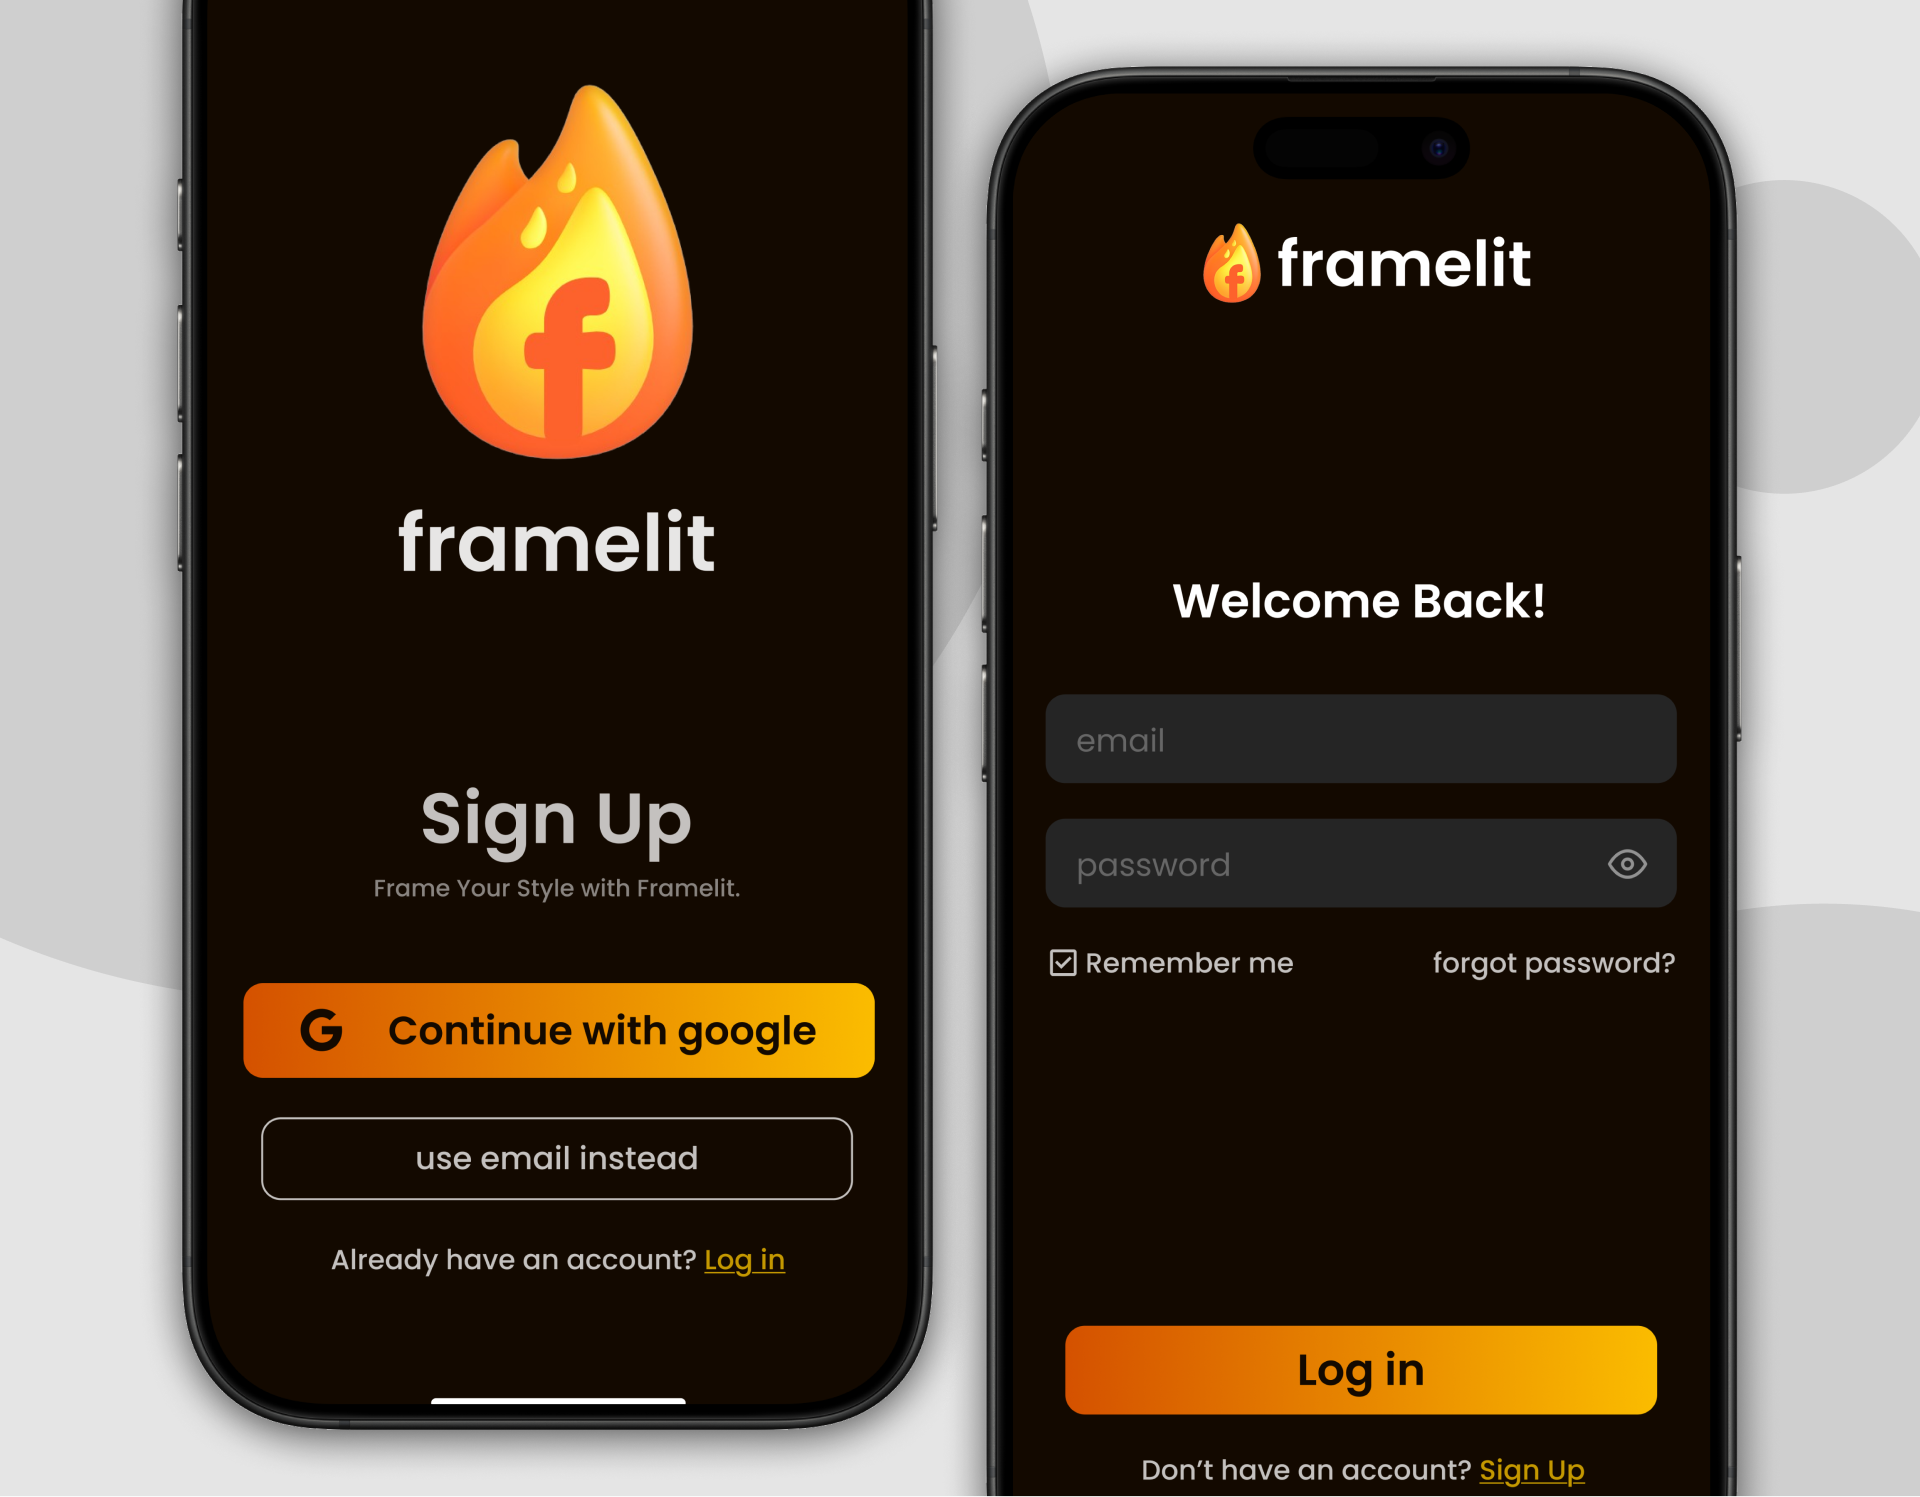 f
framelit
Sign Up
Frame Your Style with Framelit.
G Continue with google
use email instead
Already have an account? Log in
f framelit
Welcome Back!
email
password
Remember me forgot password?
Log in
Don’t have an account? Sign Up